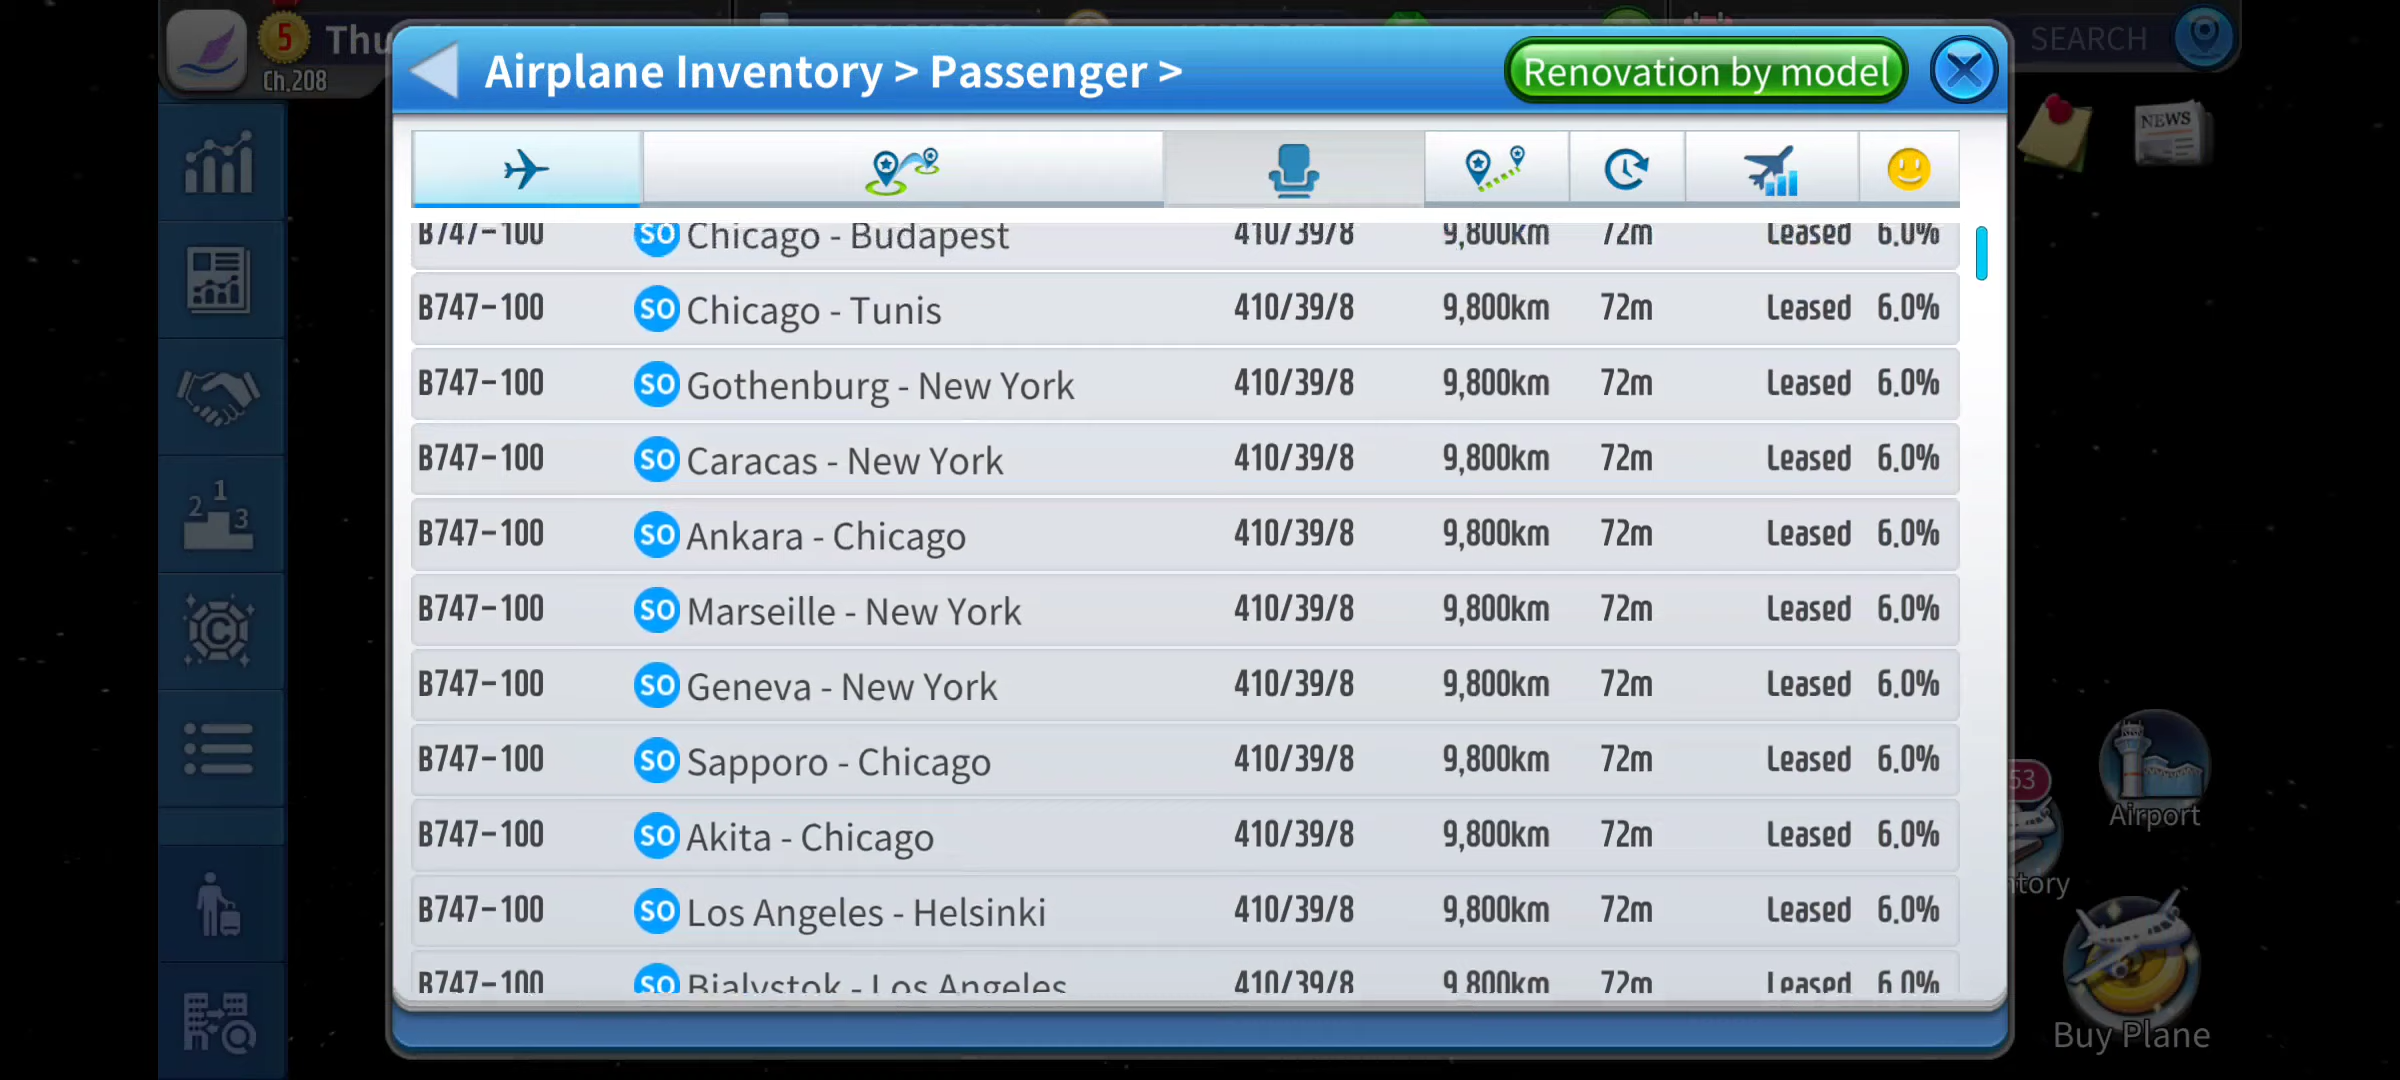 5 Thu
Ch.208
Airplane Inventory > Passenger >
Renovation by model
SEARCH
NEWS
B747-100 SO Chicago - Budapest 410/39/8 9,800km 72m Leased 6.0%
B747-100 SO Chicago - Tunis 410/39/8 9,800km 72m Leased 6.0%
B747-100 SO Gothenburg - New York 410/39/8 9,800km 72m Leased 6.0%
B747-100 SO Caracas - New York 410/39/8 9,800km 72m Leased 6.0%
B747-100 SO Ankara - Chicago 410/39/8 9,800km 72m Leased 6.0%
B747-100 SO Marseille - New York 410/39/8 9,800km 72m Leased 6.0%
B747-100 SO Geneva - New York 410/39/8 9,800km 72m Leased 6.0%
B747-100 SO Sapporo - Chicago 410/39/8 9,800km 72m Leased 6.0%
B747-100 SO Akita - Chicago 410/39/8 9,800km 72m Leased 6.0%
B747-100 SO Los Angeles - Helsinki 410/39/8 9,800km 72m Leased 6.0%
B747-100 SO Bialystok - Los Angeles 410/39/8 9,800km 72m Leased 6.0%
2 1 3
C
53
Airport
tory
Buy Plane